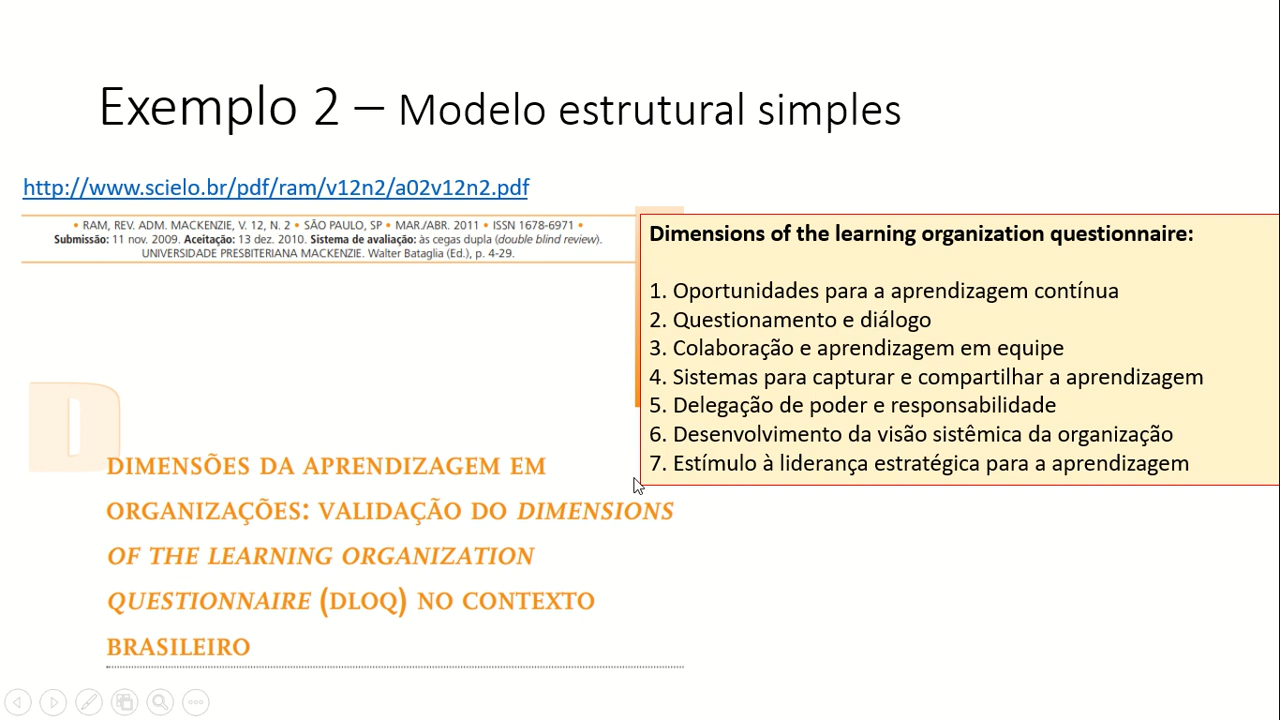 Exemplo 2 – Modelo estrutural simples
http://www.scielo.br/pdf/ram/v12n2/a02v12n2.pdf
• RAM, REV. ADM. MACKENZIE, V. 12, N. 2 • SÃO PAULO, SP • MAR./ABR. 2011 • ISSN 1678-6971 •
Submissão: 11 nov. 2009. Aceitação: 13 dez. 2010. Sistema de avaliação: às cegas dupla (double blind review).
UNIVERSIDADE PRESBITERIANA MACKENZIE. Walter Bataglia (Ed.), p. 4-29.
Dimensions of the learning organization questionnaire:
1. Oportunidades para a aprendizagem contínua
2. Questionamento e diálogo
3. Colaboração e aprendizagem em equipe
4. Sistemas para capturar e compartilhar a aprendizagem
5. Delegação de poder e responsabilidade
6. Desenvolvimento da visão sistêmica da organização
7. Estímulo à liderança estratégica para a aprendizagem
D
DIMENSÕES DA APRENDIZAGEM EM
ORGANIZAÇÕES: VALIDAÇÃO DO DIMENSIONS
OF THE LEARNING ORGANIZATION
QUESTIONNAIRE (DLOQ) NO CONTEXTO
BRASILEIRO